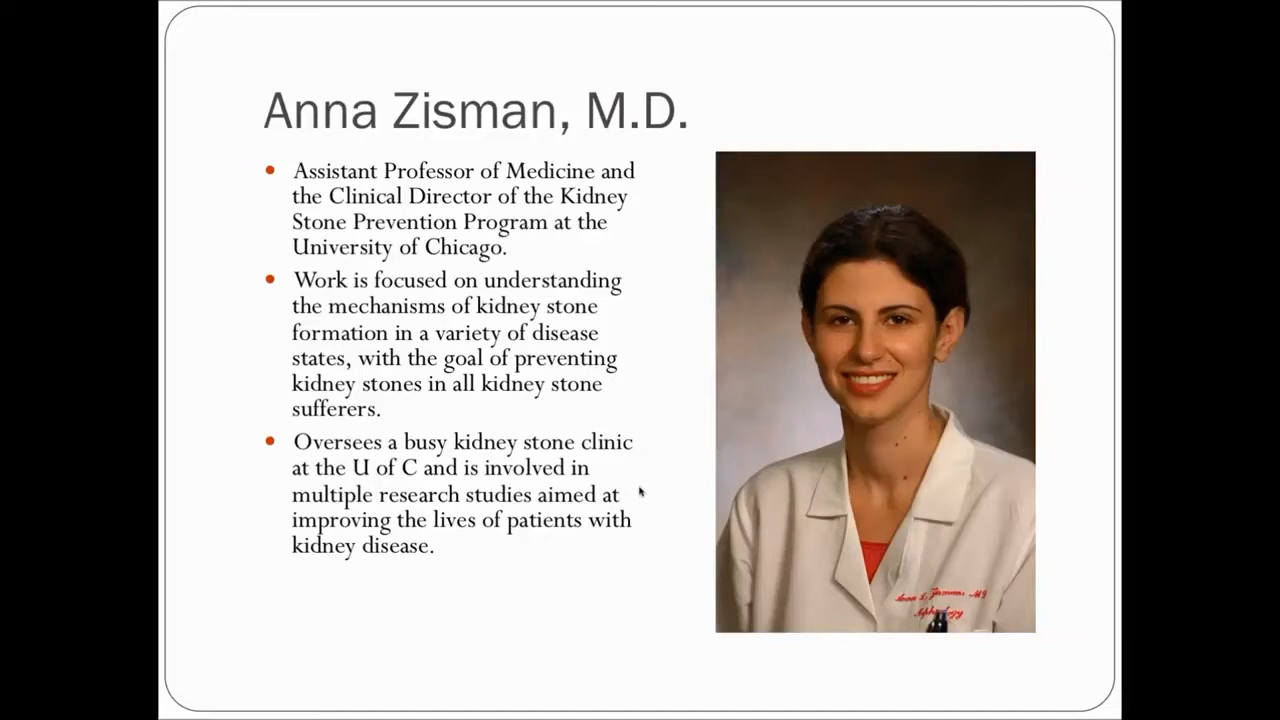 Anna Zisman, M.D.
• Assistant Professor of Medicine and
the Clinical Director of the Kidney
Stone Prevention Program at the
University of Chicago.
• Work is focused on understanding
the mechanisms of kidney stone
formation in a variety of disease
states, with the goal of preventing
kidney stones in all kidney stone
sufferers.
• Oversees a busy kidney stone clinic
at the U of C and is involved in
multiple research studies aimed at
improving the lives of patients with
kidney disease.
MD
Nephrology